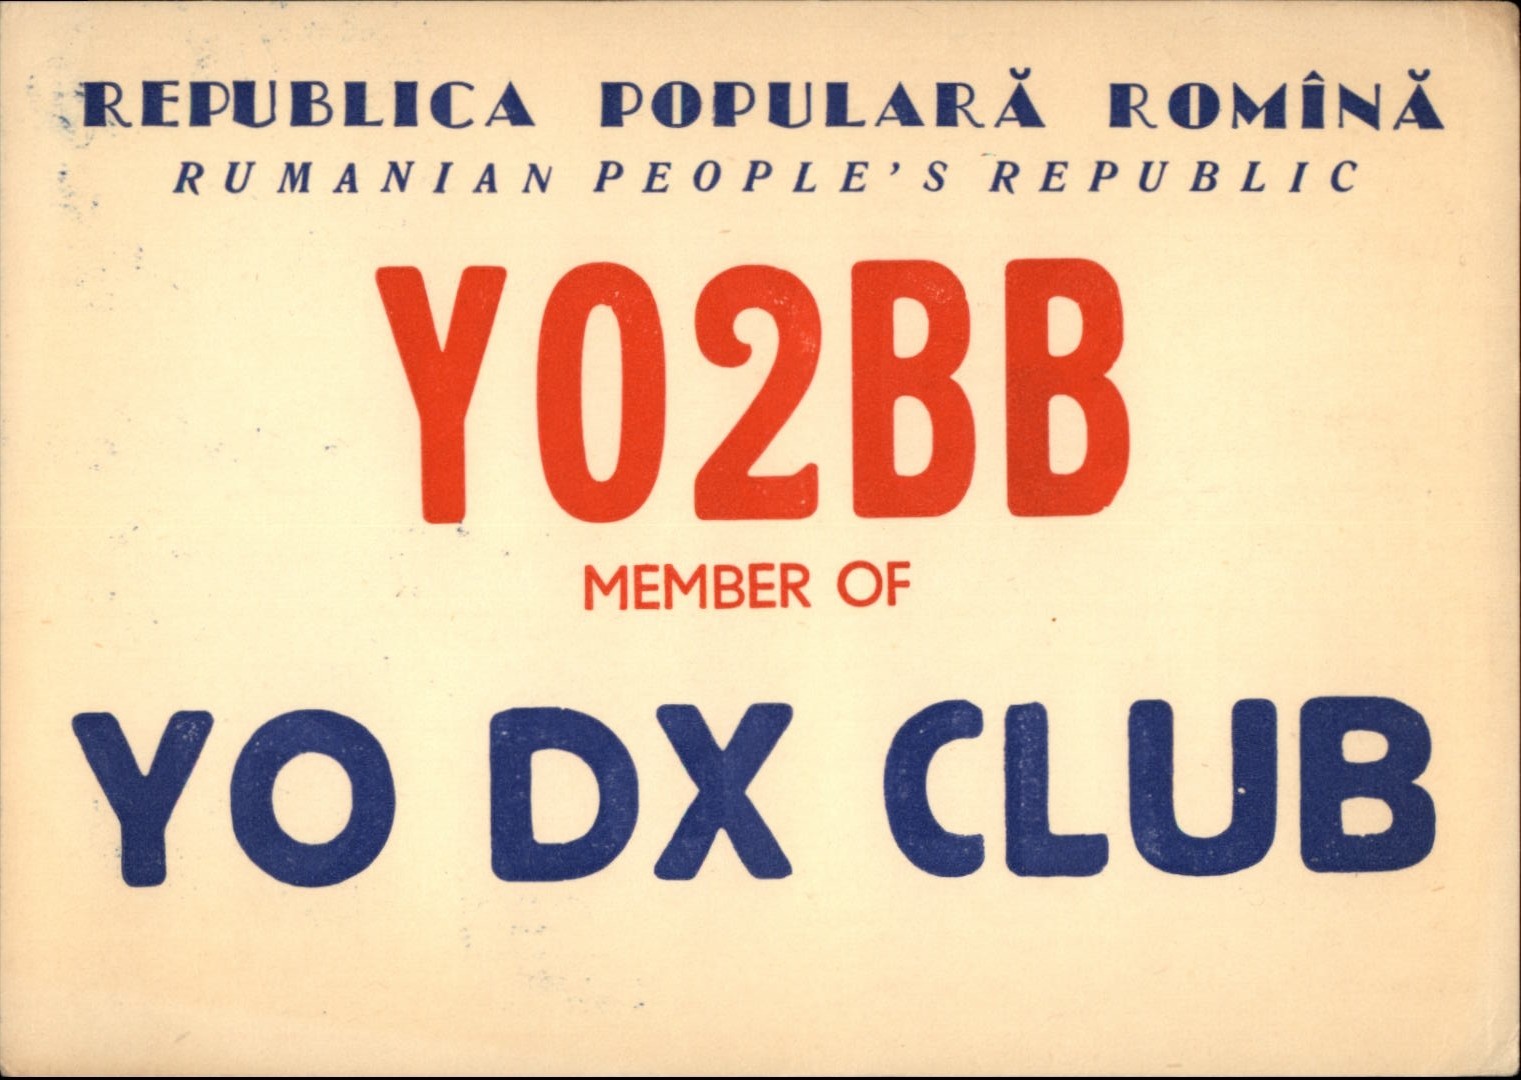 REPUBLICA POPULARĂ ROMÎNĂ
RUMANIAN PEOPLE'S REPUBLIC
YO2BB
MEMBER OF
YO DX CLUB